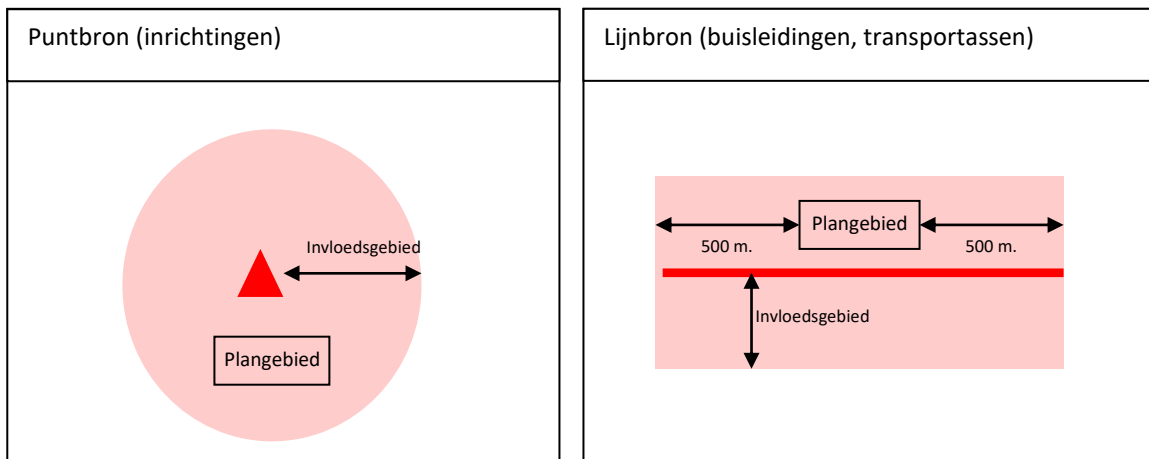 Puntbron (inrichtingen)
Invloedsgebied
Plangebied
Lijnbron (buisleidingen, transportassen)
Plangebied
500 m.
500 m.
Invloedsgebied